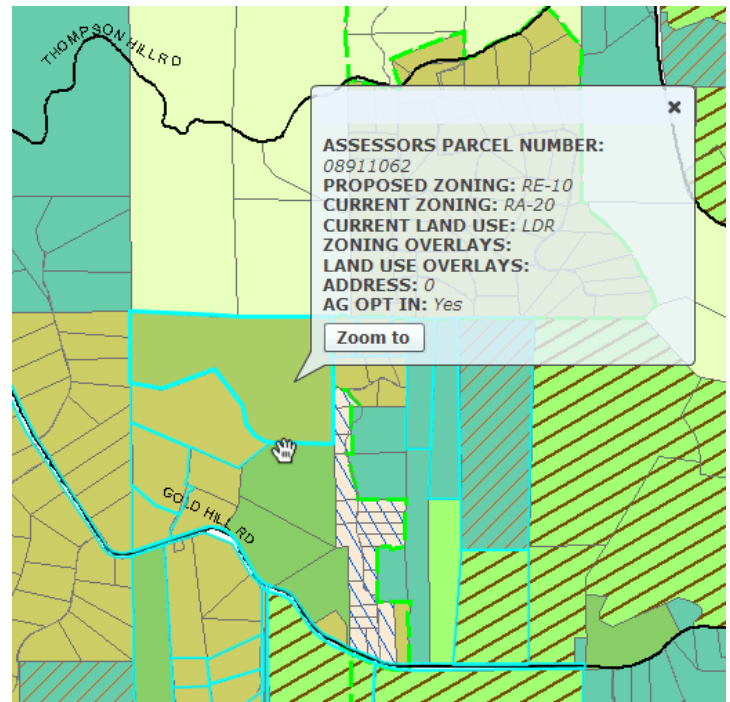 THOMPSON HILL RD
ASSESSORS PARCEL NUMBER:
08911062
PROPOSED ZONING: RE-10
CURRENT ZONING: RA-20
CURRENT LAND USE: LDR
ZONING OVERLAYS:
LAND USE OVERLAYS:
ADDRESS: 0
AG OPT IN: Yes
Zoom to
GOLD HILL RD